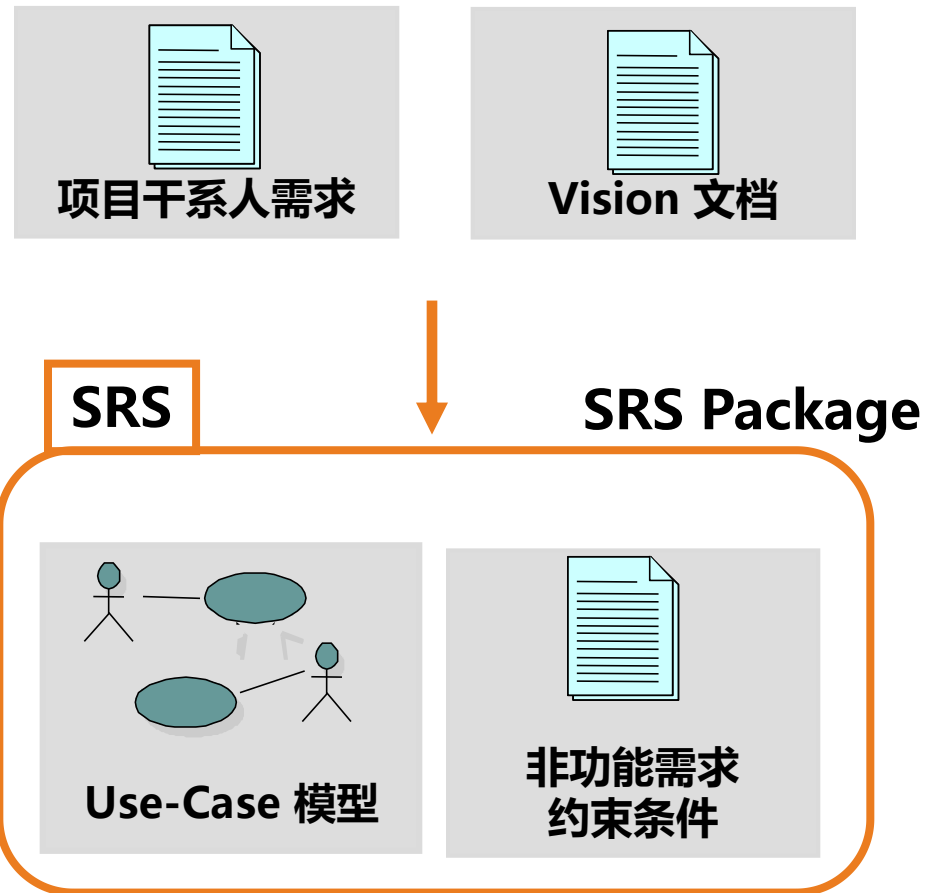 项目干系人需求
Vision 文档
SRS
SRS Package
Use-Case 模型
非功能需求
约束条件